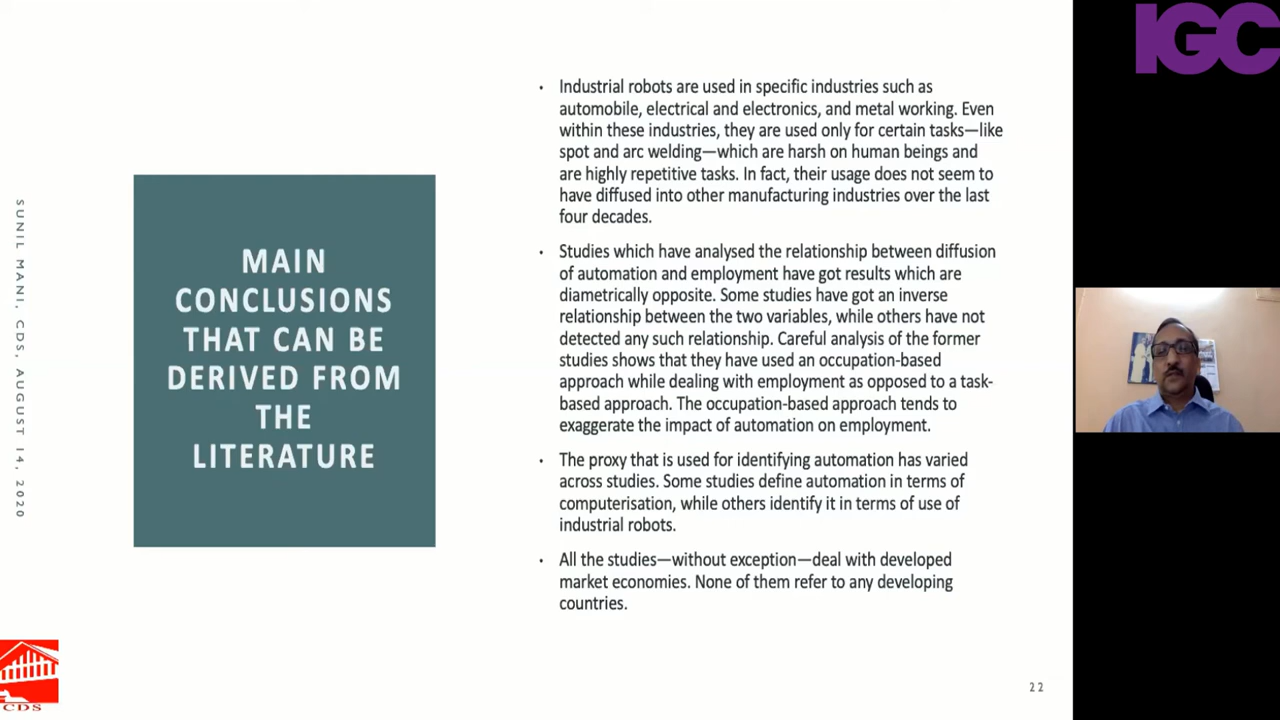 SUNIL MANI, CDS, AUGUST 14, 2020
MAIN
CONCLUSIONS
THAT CAN BE
DERIVED FROM
THE
LITERATURE
• Industrial robots are used in specific industries such as
automobile, electrical and electronics, and metal working. Even
within these industries, they are used only for certain tasks—like
spot and arc welding—which are harsh on human beings and
are highly repetitive tasks. In fact, their usage does not seem to
have diffused into other manufacturing industries over the last
four decades.
• Studies which have analysed the relationship between diffusion
of automation and employment have got results which are
diametrically opposite. Some studies have got an inverse
relationship between the two variables, while others have not
detected any such relationship. Careful analysis of the former
studies shows that they have used an occupation-based
approach while dealing with employment as opposed to a task-
based approach. The occupation-based approach tends to
exaggerate the impact of automation on employment.
• The proxy that is used for identifying automation has varied
across studies. Some studies define automation in terms of
computerisation, while others identify it in terms of use of
industrial robots.
• All the studies—without exception—deal with developed
market economies. None of them refer to any developing
countries.
22
CDS
IGC